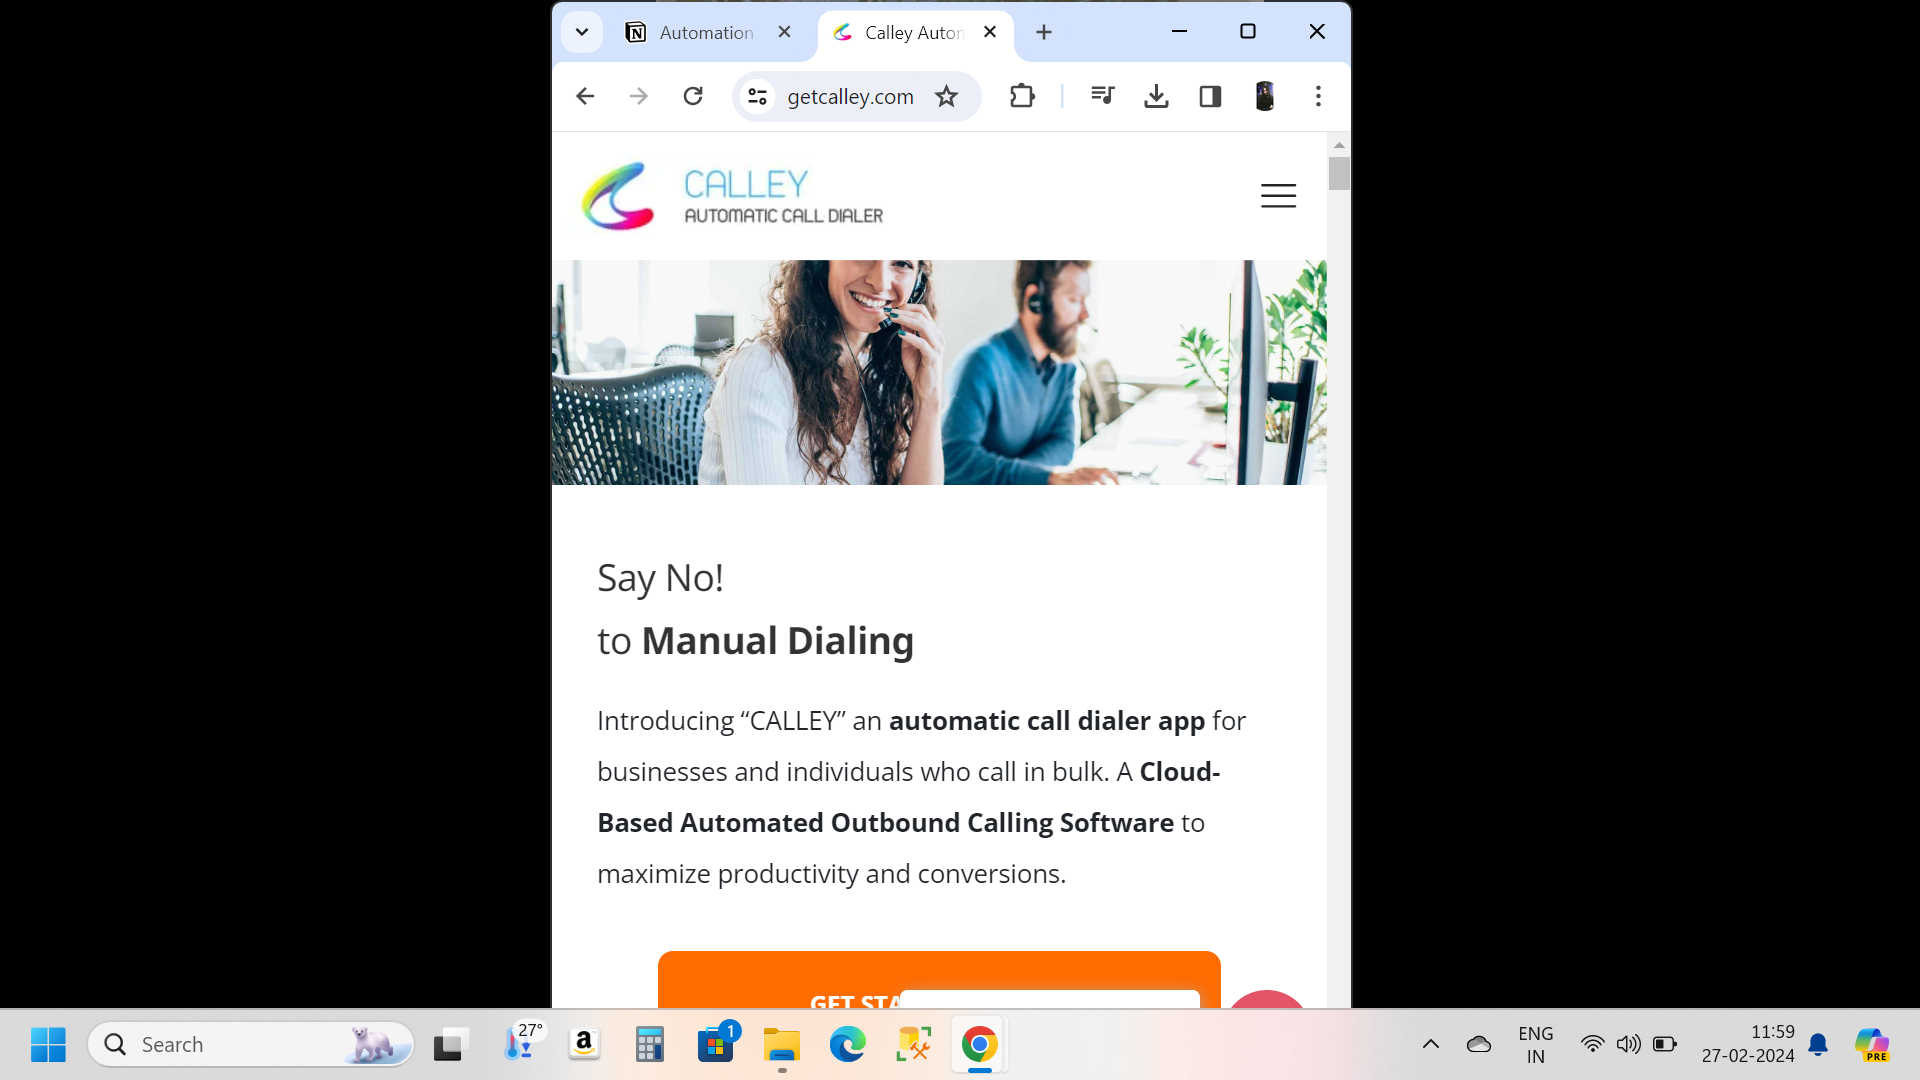 Automation
Calley Auton
getcalley.com
CALLEY
AUTOMATIC CALL DIALER
Say No!
to Manual Dialing
Introducing “CALLEY” an automatic call dialer app for
businesses and individuals who call in bulk. A Cloud-
Based Automated Outbound Calling Software to
maximize productivity and conversions.
GET STA
Search
27°
1
ENG
IN
11:59
27-02-2024
PRE